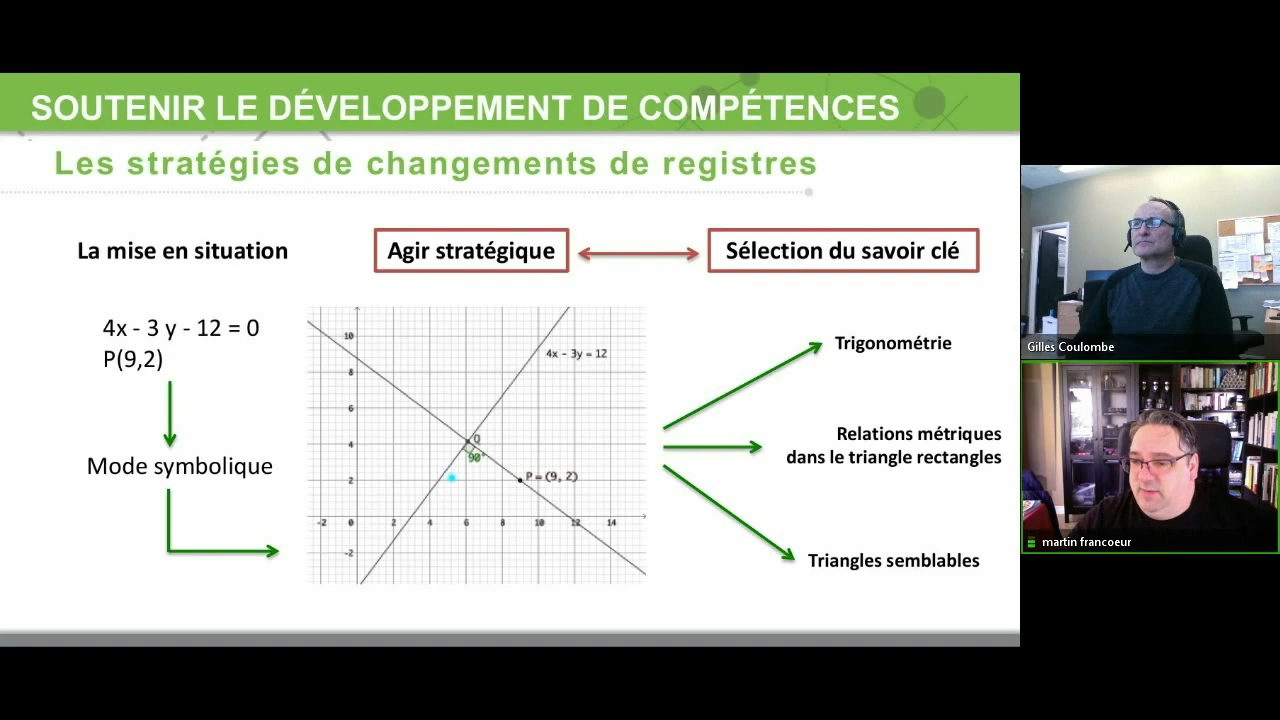 SOUTENIR LE DÉVELOPPEMENT DE COMPÉTENCES
Les stratégies de changements de registres
La mise en situation
Agir stratégique
Sélection du savoir clé
4x - 3 y - 12 = 0
P(9,2)
Mode symbolique
10
8
6
4
2
-2
-2
0
2
4
6
8
10
12
14
4x - 3y = 12
Q
90°
P = (9, 2)
Trigonométrie
Relations métriques
dans le triangle rectangles
Triangles semblables
Gilles Coulombe
martin francoeur